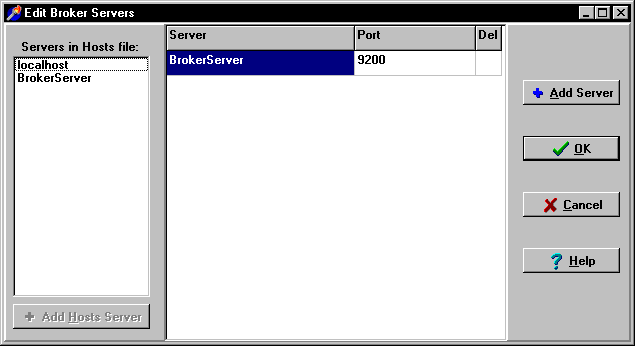 Edit Broker Servers
Servers in Hosts file:
localhost
BrokerServer
Add Hosts Server
Server Port Del
BrokerServer 9200
Add Server
OK
Cancel
Help